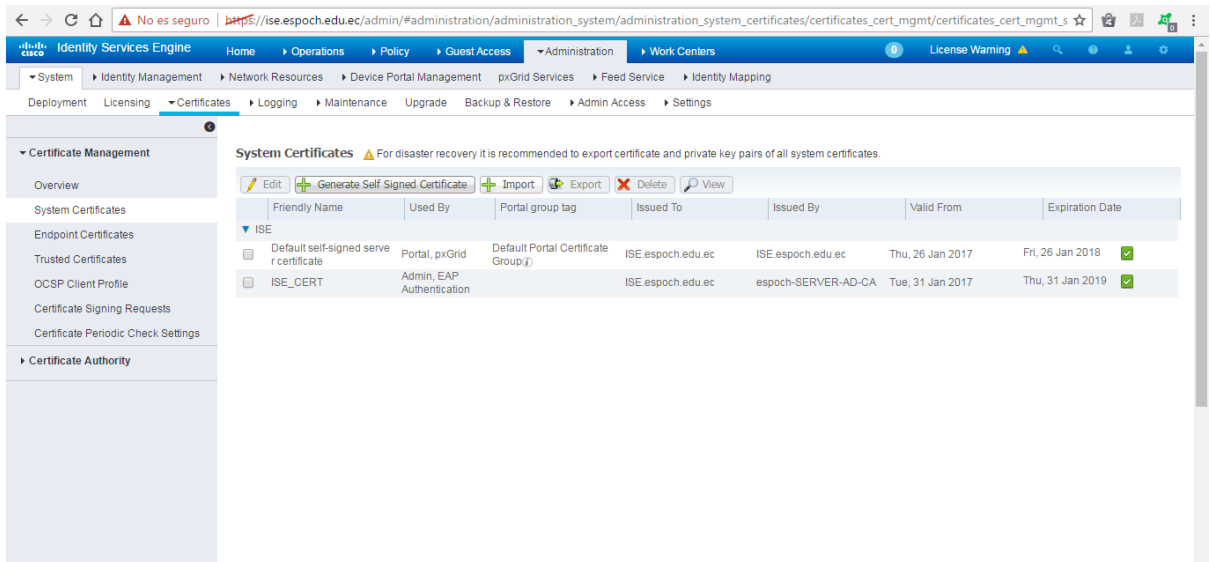 No es seguro | https://ise.espoch.edu.ec/admin/#administration/administration_system/administration_system_certificates/certificates_cert_mgmt/certificates_cert_mgmt_s
cisco Identity Services Engine Home Operations Policy Guest Access Administration Work Centers 0 License Warning
System Identity Management Network Resources Device Portal Management pxGrid Services Feed Service Identity Mapping
Deployment Licensing Certificates Logging Maintenance Upgrade Backup & Restore Admin Access Settings
Certificate Management
Overview
System Certificates
Endpoint Certificates
Trusted Certificates
OCSP Client Profile
Certificate Signing Requests
Certificate Periodic Check Settings
Certificate Authority
System Certificates For disaster recovery it is recommended to export certificate and private key pairs of all system certificates.
Edit Generate Self Signed Certificate Import Export Delete View
Friendly Name Used By Portal group tag Issued To Issued By Valid From Expiration Date
ISE
Default self-signed serve
r certificate Portal, pxGrid Default Portal Certificate
Group ISE.espoch.edu.ec ISE.espoch.edu.ec Thu, 26 Jan 2017 Fri, 26 Jan 2018
ISE_CERT Admin, EAP
Authentication ISE.espoch.edu.ec espoch-SERVER-AD-CA Tue, 31 Jan 2017 Thu, 31 Jan 2019